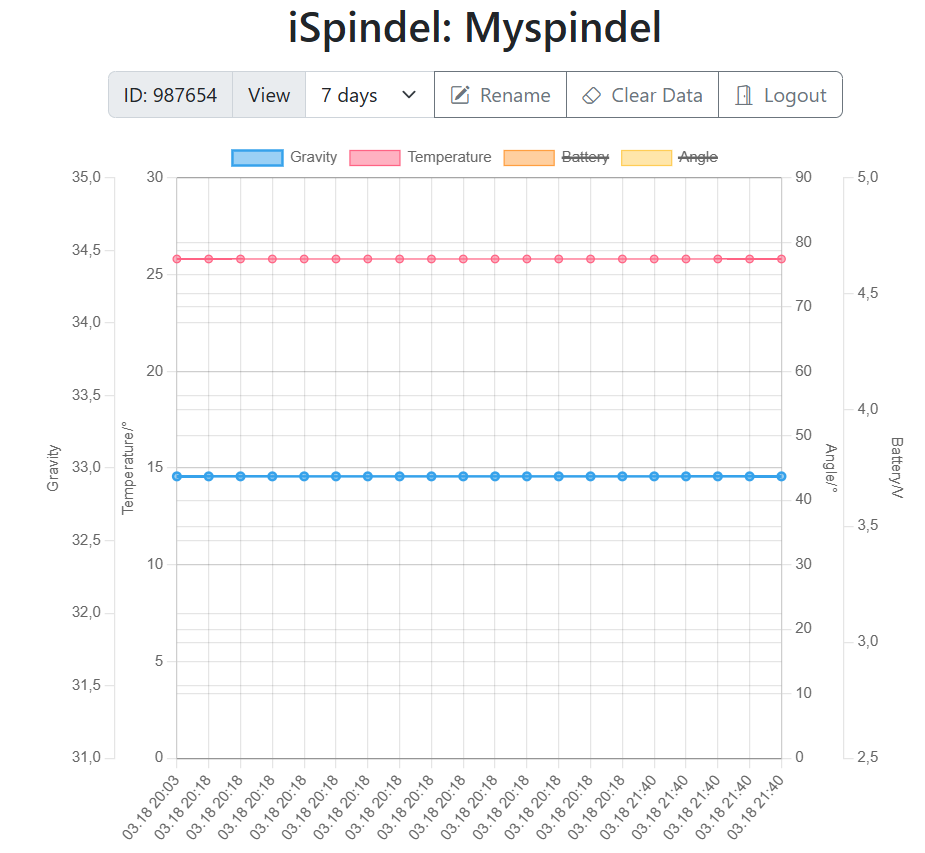 iSpindel: Myspindel
ID: 987654 View 7 days Rename Clear Data Logout
Gravity Temperature Battery Angle
35,0 30 90 5,0
34,5 25 80 4,5
34,0 20 70 4,0
33,5 15 60 3,5
33,0 10 50 3,0
32,5 5 40 2,5
32,0 0 30
31,5 20
31,0 10
0
Gravity
Temperature/°
Angle/°
Battery/V
03.18 20:03
03.18 20:18
03.18 20:18
03.18 20:18
03.18 20:18
03.18 20:18
03.18 20:18
03.18 20:18
03.18 20:18
03.18 20:18
03.18 20:18
03.18 20:18
03.18 20:18
03.18 20:18
03.18 20:18
03.18 21:40
03.18 21:40
03.18 21:40
03.18 21:40
03.18 21:40